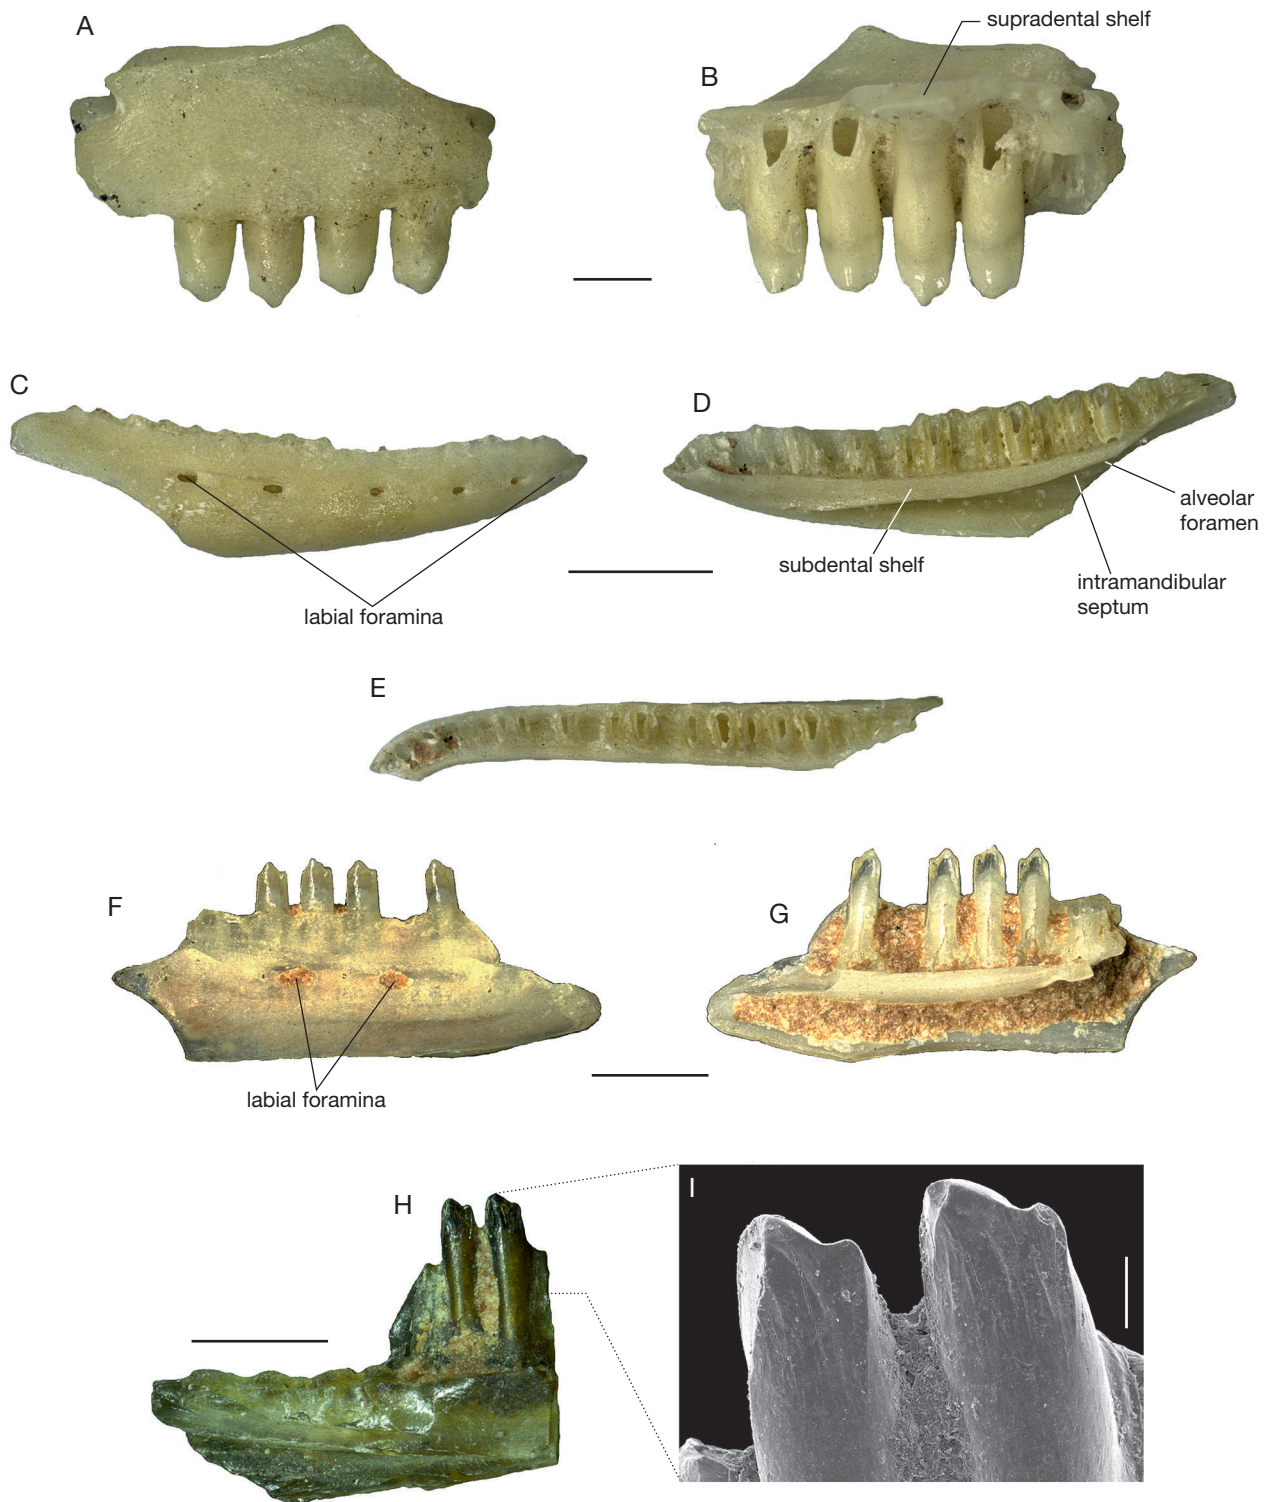 A
supradental shelf
B
C
D
alveolar
foramen
subdental shelf
intramandibular
septum
labial foramina
E
F
G
labial foramina
H
I